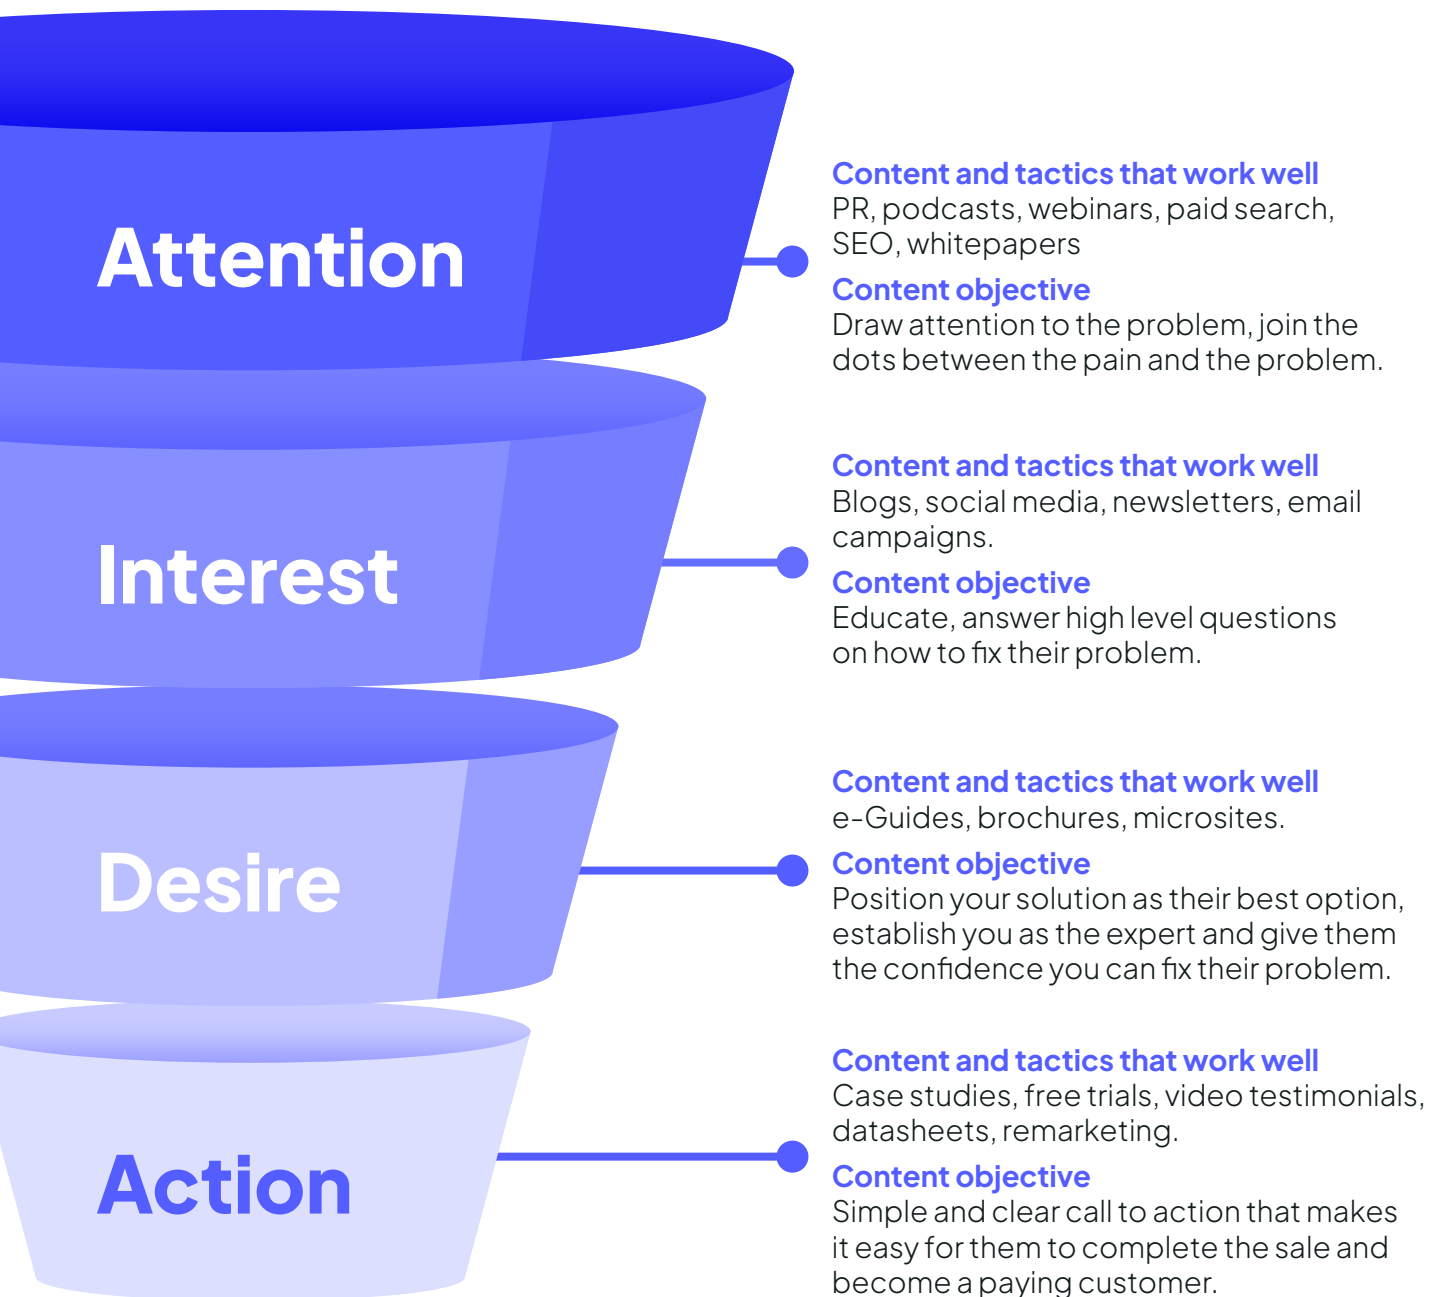 Attention
Content and tactics that work well
PR, podcasts, webinars, paid search,
SEO, whitepapers
Content objective
Draw attention to the problem, join the
dots between the pain and the problem.
Interest
Content and tactics that work well
Blogs, social media, newsletters, email
campaigns.
Content objective
Educate, answer high level questions
on how to fix their problem.
Desire
Content and tactics that work well
e-Guides, brochures, microsites.
Content objective
Position your solution as their best option,
establish you as the expert and give them
the confidence you can fix their problem.
Action
Content and tactics that work well
Case studies, free trials, video testimonials,
datasheets, remarketing.
Content objective
Simple and clear call to action that makes
it easy for them to complete the sale and
become a paying customer.